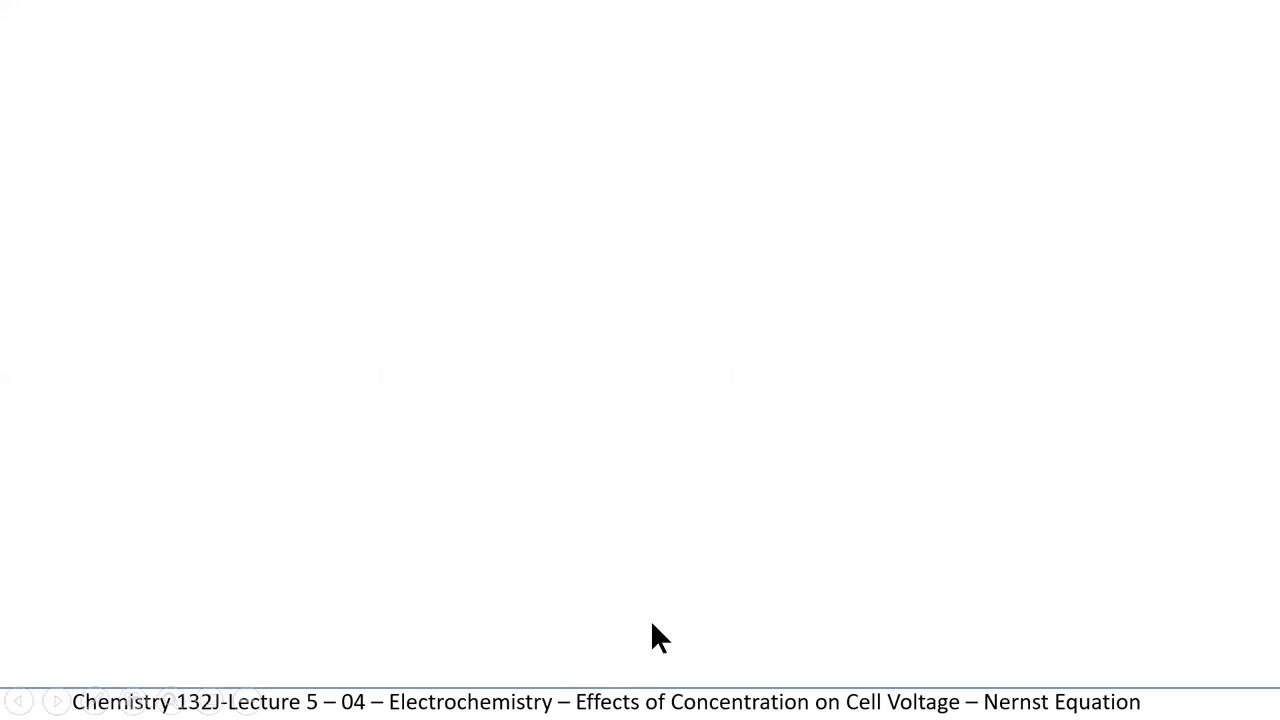 Chemistry 132J-Lecture 5 – 04 – Electrochemistry – Effects of Concentration on Cell Voltage – Nernst Equation